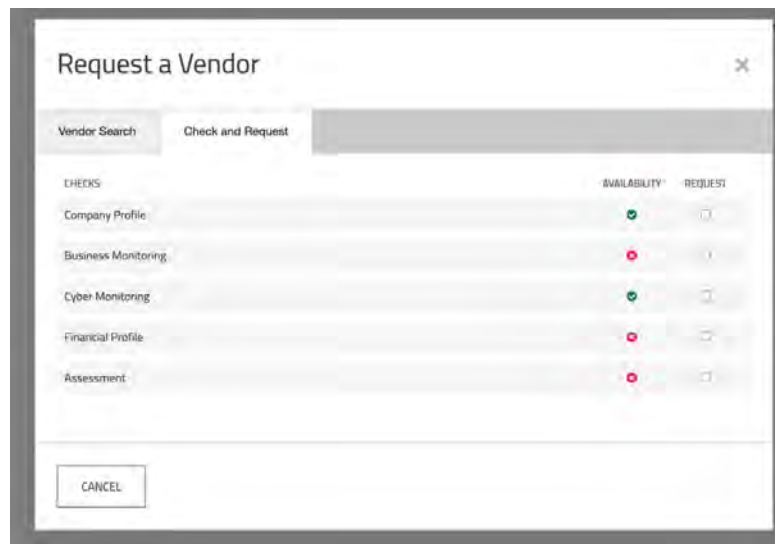 Request a Vendor
Vendor Search Check and Request
CHECKS AVAILABILITY REQUEST
Company Profile
Business Monitoring
Cyber Monitoring
Financial Profile
Assessment
CANCEL